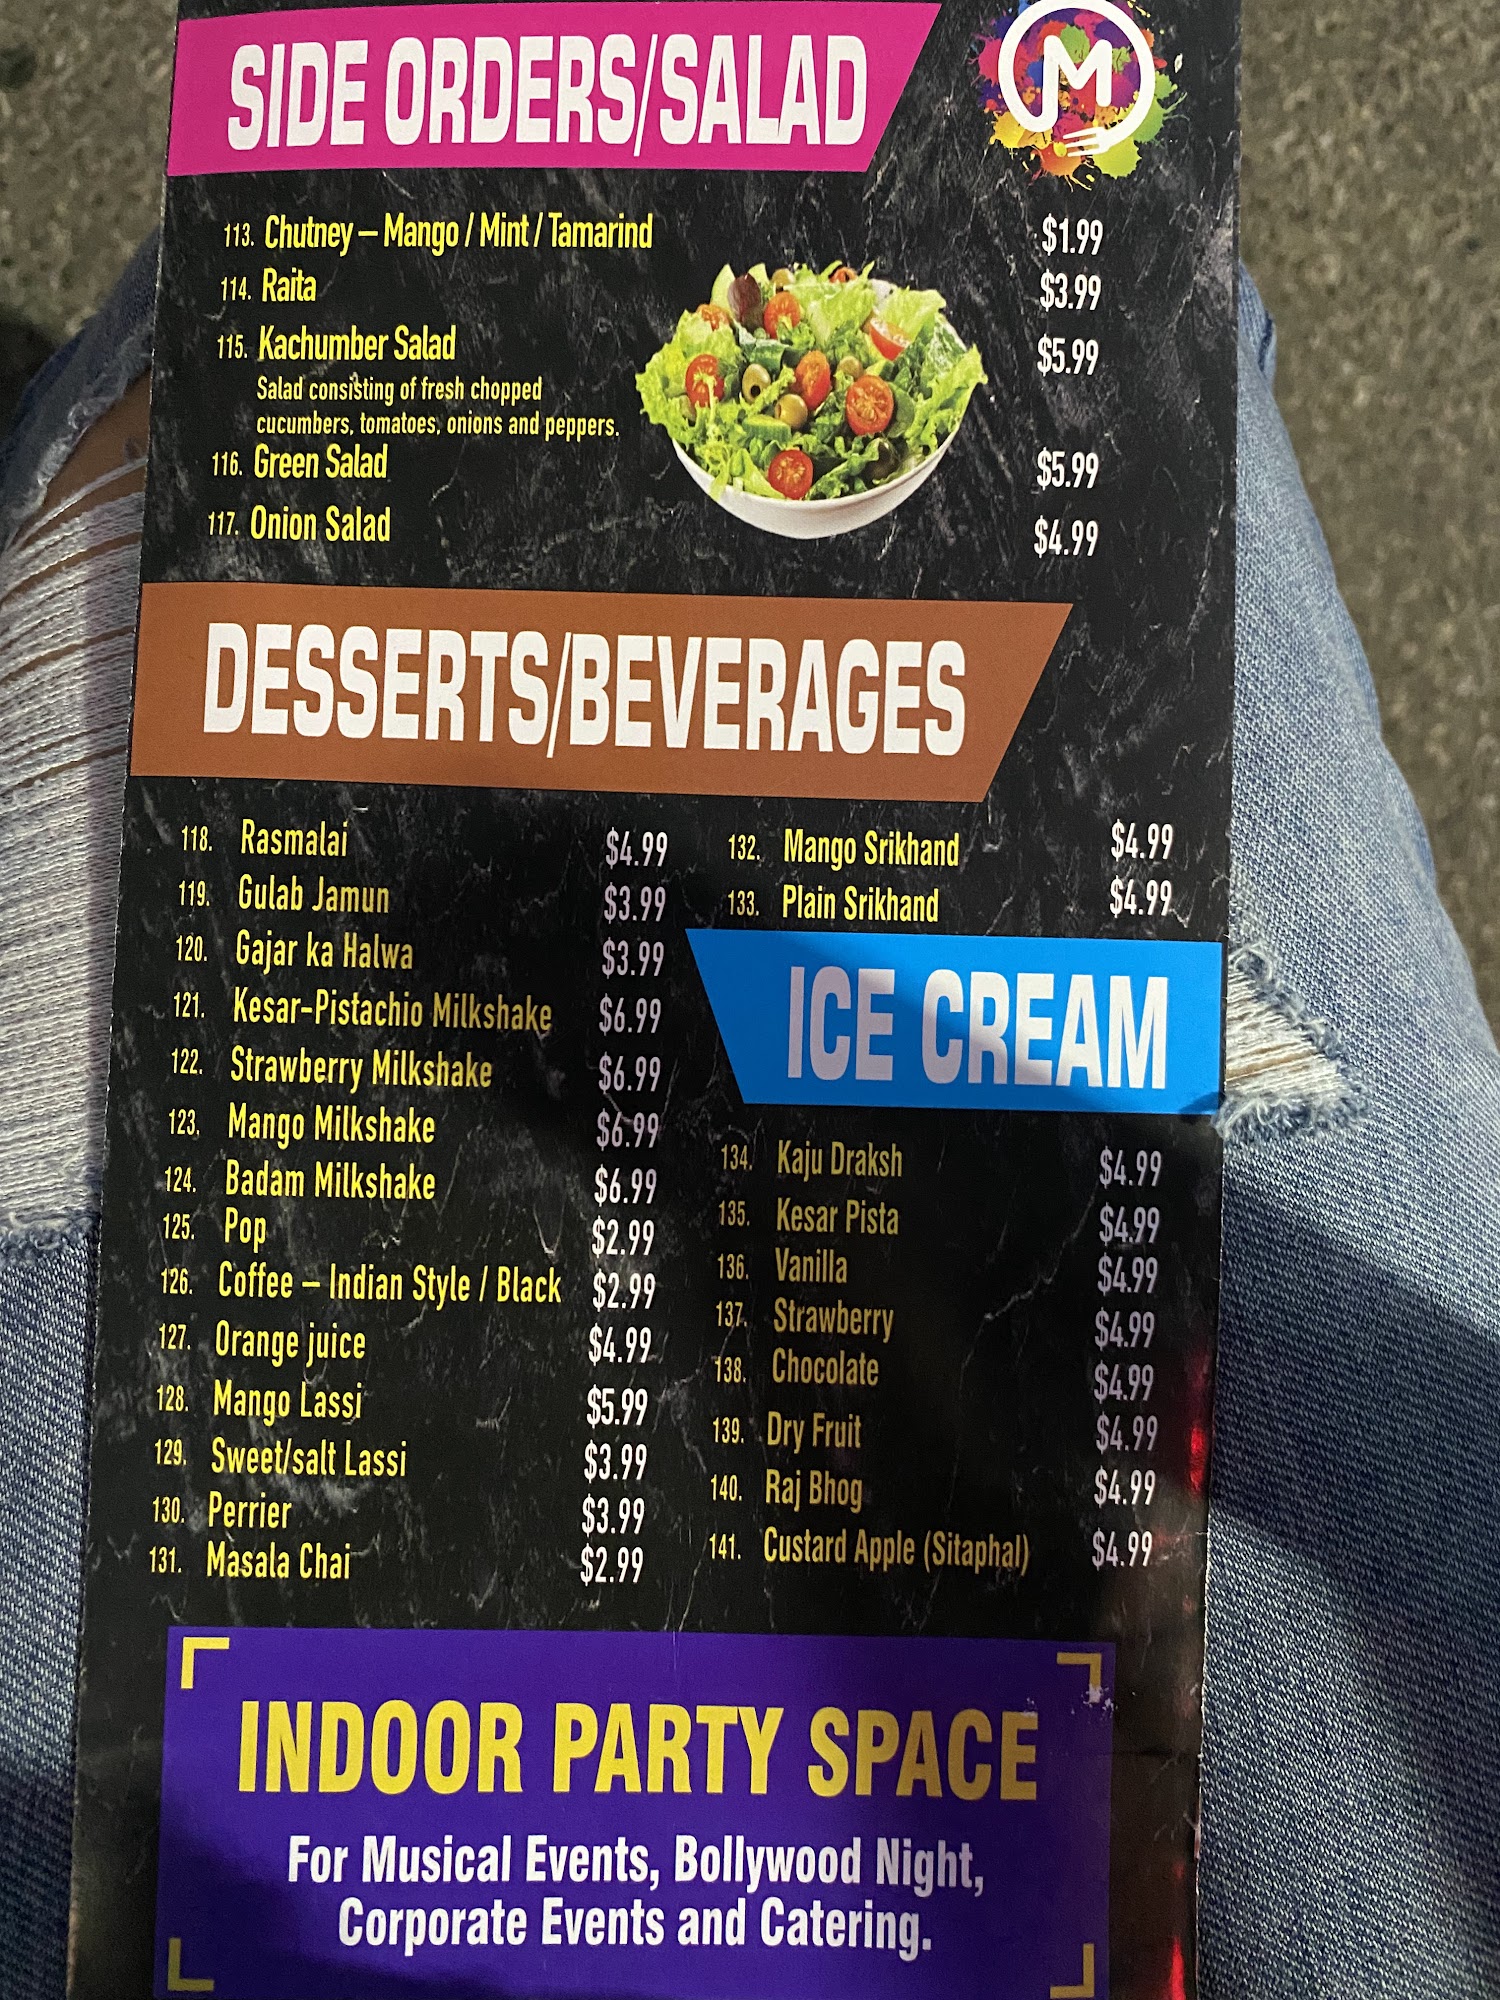 SIDE ORDERS/SALAD
M
113. Chutney – Mango / Mint / Tamarind $1.99
114. Raita $3.99
115. Kachumber Salad $5.99
Salad consisting of fresh chopped
cucumbers, tomatoes, onions and peppers.
116. Green Salad $5.99
117. Onion Salad $4.99
DESSERTS/BEVERAGES
118. Rasmalai $4.99
119. Gulab Jamun $3.99
120. Gajar ka Halwa $3.99
121. Kesar-Pistachio Milkshake $6.99
122. Strawberry Milkshake $6.99
123. Mango Milkshake $6.99
124. Badam Milkshake $6.99
125. Pop $2.99
126. Coffee – Indian Style / Black $2.99
127. Orange juice $4.99
128. Mango Lassi $5.99
129. Sweet/salt Lassi $3.99
130. Perrier $3.99
131. Masala Chai $2.99
132. Mango Srikhand $4.99
133. Plain Srikhand $4.99
ICE CREAM
134. Kaju Draksh $4.99
135. Kesar Pista $4.99
136. Vanilla $4.99
137. Strawberry $4.99
138. Chocolate $4.99
139. Dry Fruit $4.99
140. Raj Bhog $4.99
141. Custard Apple (Sitaphal) $4.99
INDOOR PARTY SPACE
For Musical Events, Bollywood Night,
Corporate Events and Catering.